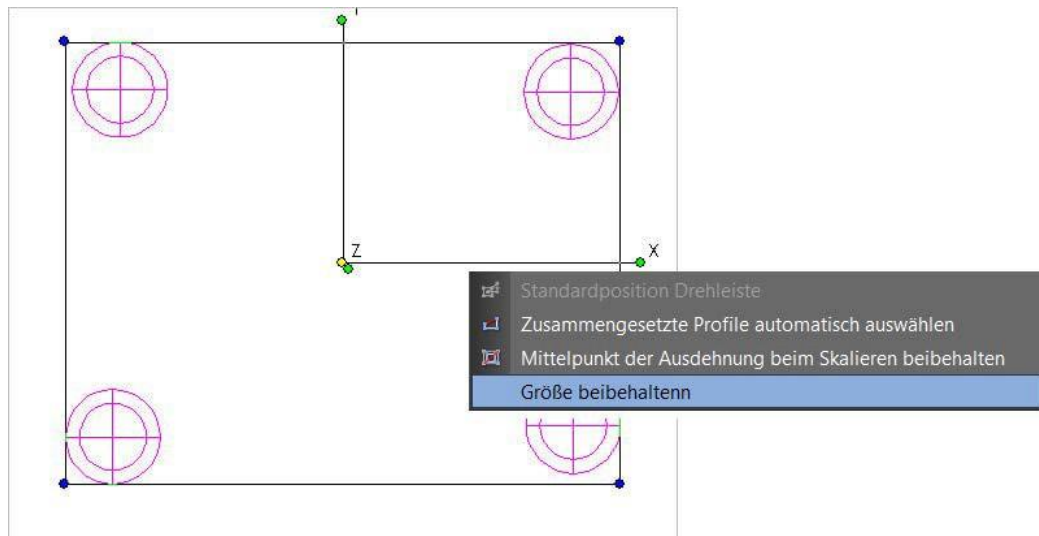 Z
X
Standardposition Drehleiste
Zusammengesetzte Profile automatisch auswählen
Mittelpunkt der Ausdehnung beim Skalieren beibehalten
Größe beibehaltenn